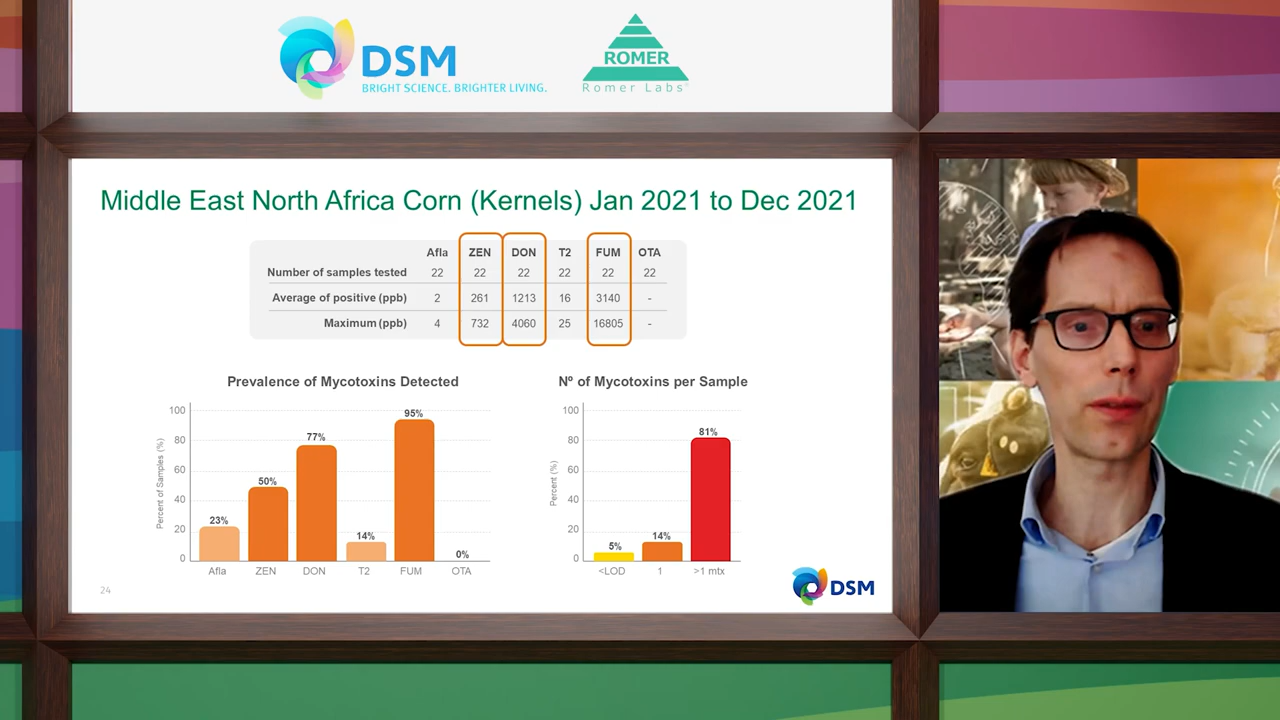 DSM
BRIGHT SCIENCE. BRIGHTER LIVING.
ROMER
Romer Labs®
Middle East North Africa Corn (Kernels) Jan 2021 to Dec 2021
Afla ZEN DON T2 FUM OTA
Number of samples tested 22 22 22 22 22 22
Average of positive (ppb) 2 261 1213 16 3140 -
Maximum (ppb) 4 732 4060 25 16805 -
Prevalence of Mycotoxins Detected
Percent of Samples (%)
100
80
60
40
20
0
23%
50%
77%
14%
95%
0%
Afla ZEN DON T2 FUM OTA
Nº of Mycotoxins per Sample
Percent (%)
100
80
60
40
20
0
5%
14%
81%
<LOD 1 >1 mtx
24
DSM